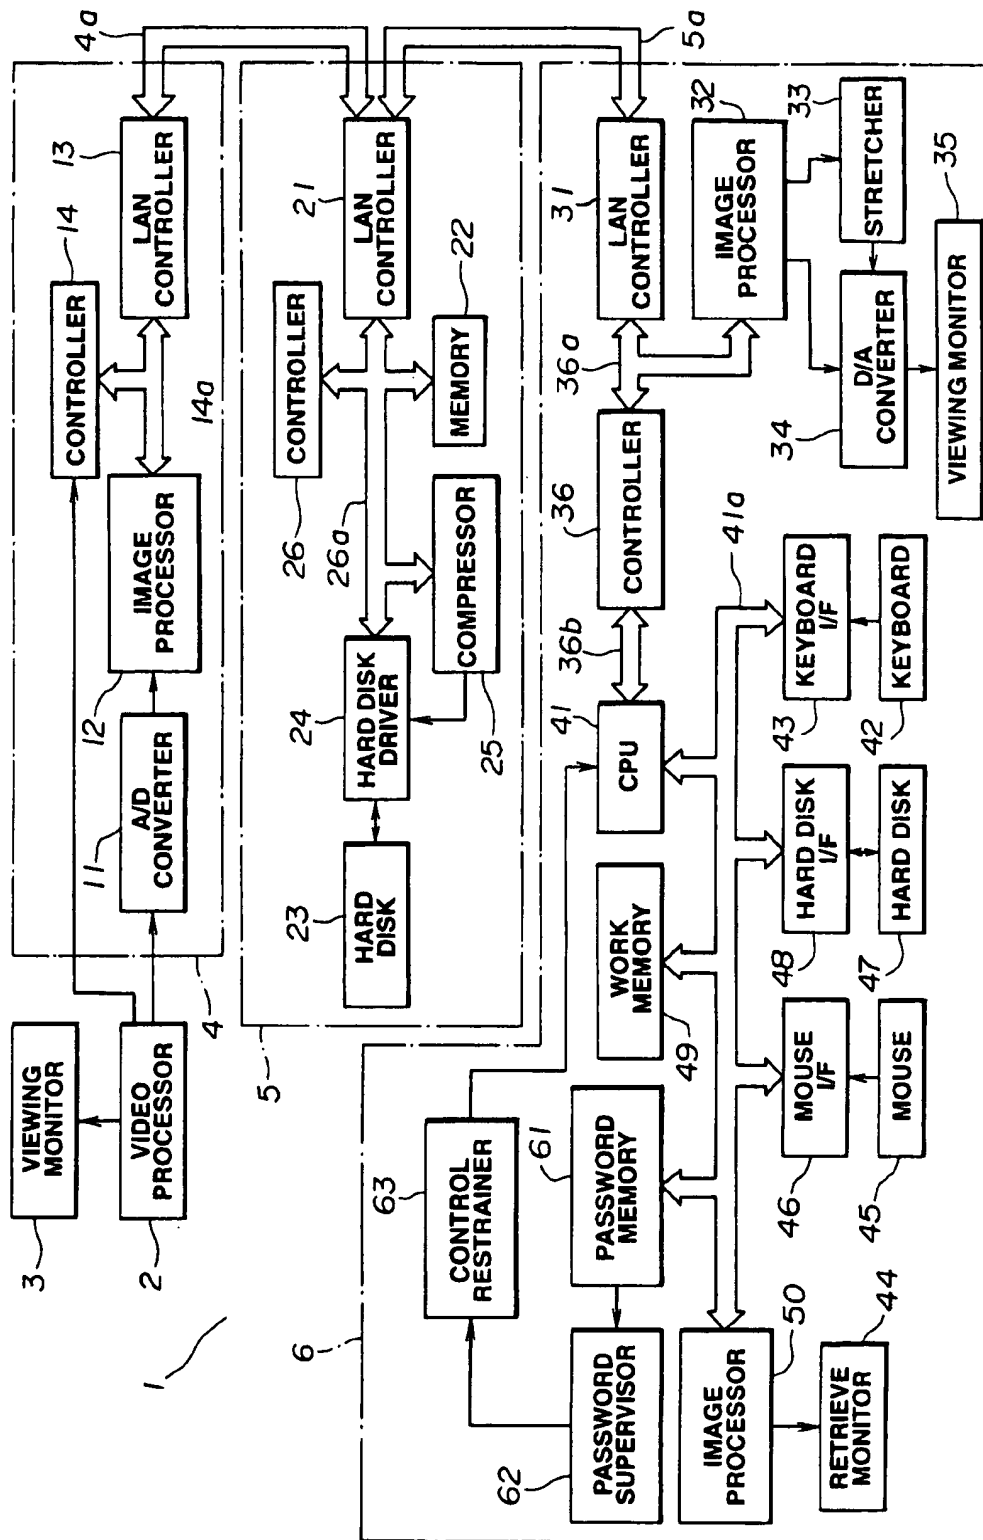 1
3
VIEWING
MONITOR
2
VIDEO
PROCESSOR
4
11
A/D
CONVERTER
12
IMAGE
PROCESSOR
14
CONTROLLER
14a
13
LAN
CONTROLLER
4a
5
23
HARD
DISK
24
HARD DISK
DRIVER
25
COMPRESSOR
26
CONTROLLER
26a
21
LAN
CONTROLLER
22
MEMORY
5a
6
63
CONTROL
RESTRAINER
62
PASSWORD
SUPERVISOR
61
PASSWORD
MEMORY
49
WORK
MEMORY
41
CPU
36b
36
CONTROLLER
36a
31
LAN
CONTROLLER
32
IMAGE
PROCESSOR
33
STRETCHER
34
D/A
CONVERTER
35
VIEWING MONITOR
41a
50
IMAGE
PROCESSOR
44
RETRIEVE
MONITOR
46
MOUSE
I/F
45
MOUSE
48
HARD DISK
I/F
47
HARD DISK
43
KEYBOARD
I/F
42
KEYBOARD